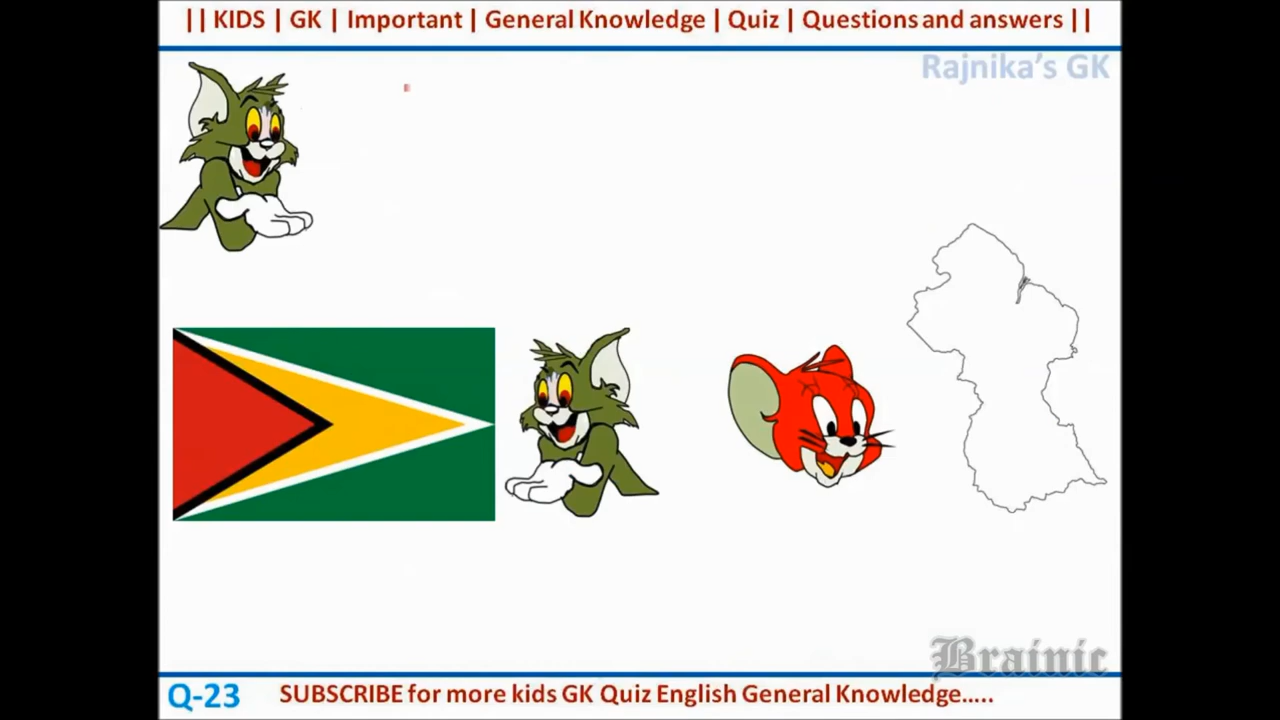 || KIDS | GK | Important | General Knowledge | Quiz | Questions and answers ||
Rajnika's GK
Brainic
Q-23 SUBSCRIBE for more kids GK Quiz English General Knowledge.....